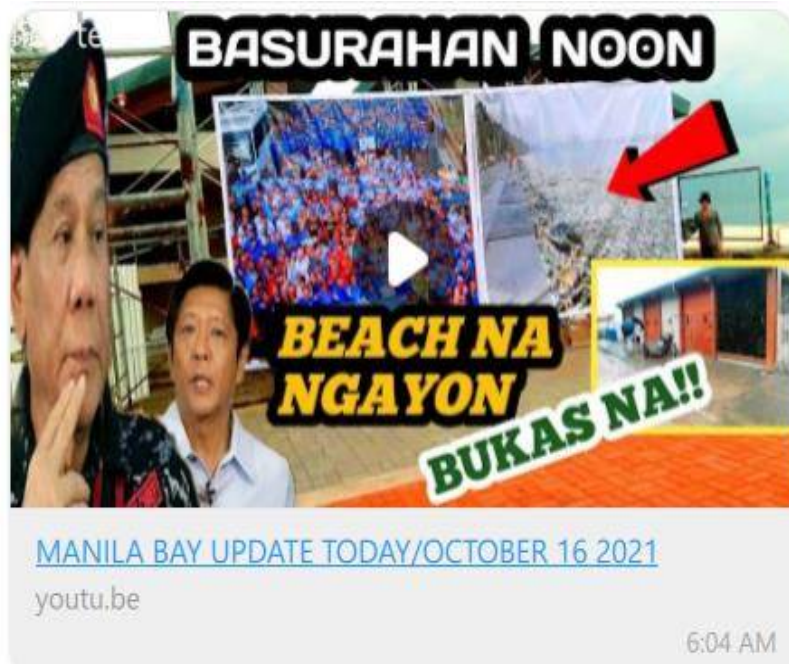 BASURAHAN NOON
BEACH NA
NGAYON
BUKAS NA!!
MANILA BAY UPDATE TODAY/OCTOBER 16 2021
youtu.be
6:04 AM